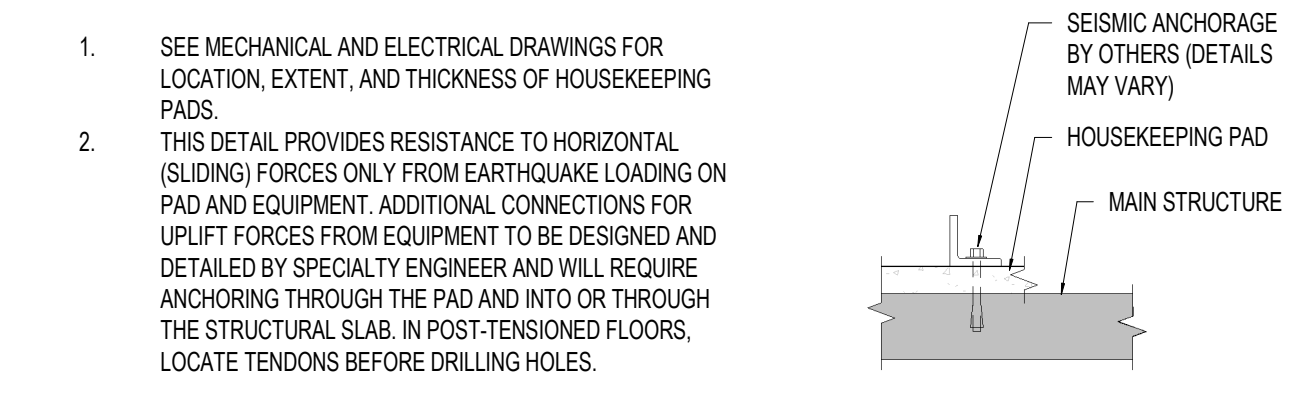 1. SEE MECHANICAL AND ELECTRICAL DRAWINGS FOR
LOCATION, EXTENT, AND THICKNESS OF HOUSEKEEPING
PADS.
2. THIS DETAIL PROVIDES RESISTANCE TO HORIZONTAL
(SLIDING) FORCES ONLY FROM EARTHQUAKE LOADING ON
PAD AND EQUIPMENT. ADDITIONAL CONNECTIONS FOR
UPLIFT FORCES FROM EQUIPMENT TO BE DESIGNED AND
DETAILED BY SPECIALTY ENGINEER AND WILL REQUIRE
ANCHORING THROUGH THE PAD AND INTO OR THROUGH
THE STRUCTURAL SLAB. IN POST-TENSIONED FLOORS,
LOCATE TENDONS BEFORE DRILLING HOLES.
SEISMIC ANCHORAGE
BY OTHERS (DETAILS
MAY VARY)
HOUSEKEEPING PAD
MAIN STRUCTURE